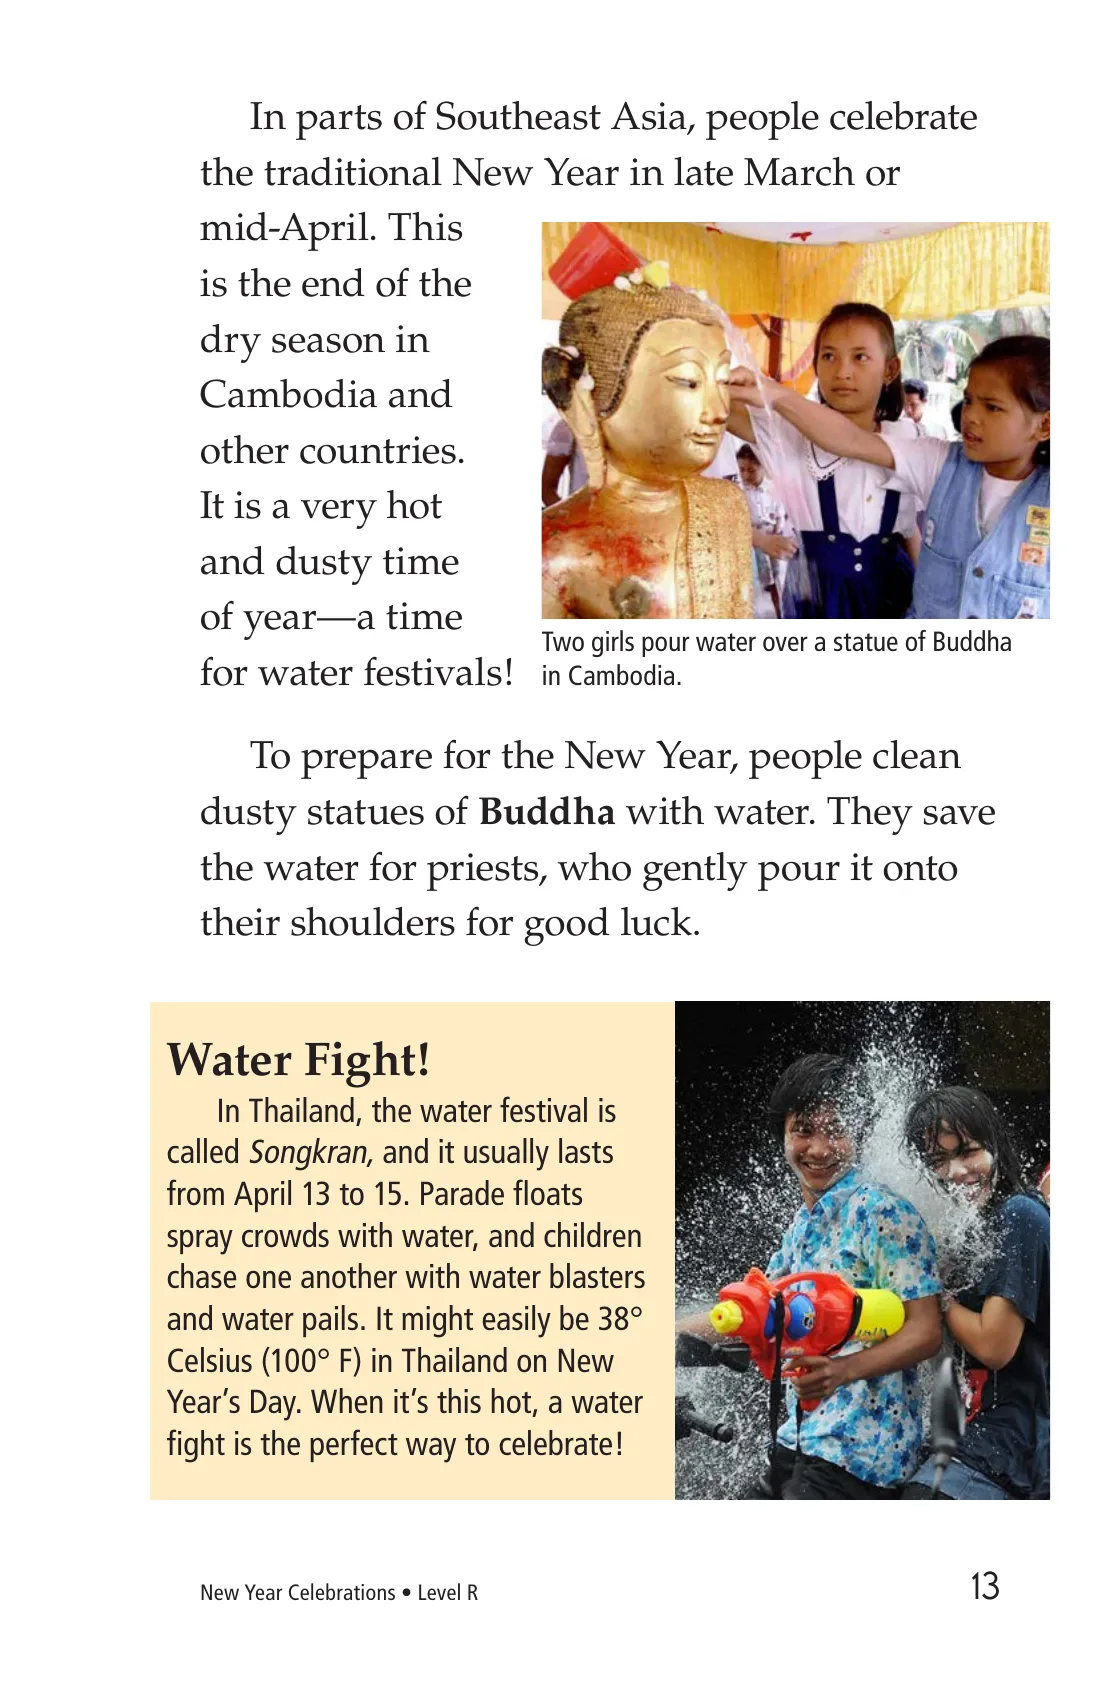 In parts of Southeast Asia, people celebrate
the traditional New Year in late March or
mid-April. This
is the end of the
dry season in
Cambodia and
other countries.
It is a very hot
and dusty time
of year—a time
for water festivals!
Two girls pour water over a statue of Buddha
in Cambodia.
To prepare for the New Year, people clean
dusty statues of Buddha with water. They save
the water for priests, who gently pour it onto
their shoulders for good luck.
Water Fight!
In Thailand, the water festival is
called Songkran, and it usually lasts
from April 13 to 15. Parade floats
spray crowds with water, and children
chase one another with water blasters
and water pails. It might easily be 38°
Celsius (100° F) in Thailand on New
Year’s Day. When it’s this hot, a water
fight is the perfect way to celebrate!
New Year Celebrations • Level R
13